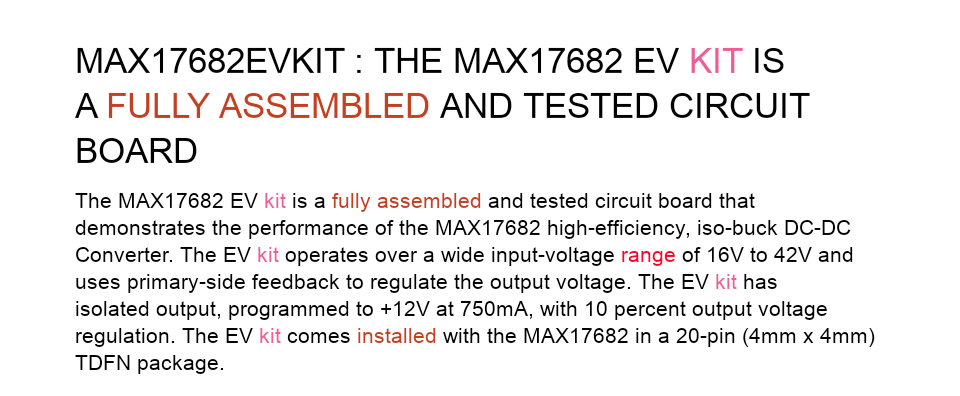 MAX17682EVKIT : THE MAX17682 EV KIT IS
A FULLY ASSEMBLED AND TESTED CIRCUIT
BOARD
The MAX17682 EV kit is a fully assembled and tested circuit board that
demonstrates the performance of the MAX17682 high-efficiency, iso-buck DC-DC
Converter. The EV kit operates over a wide input-voltage range of 16V to 42V and
uses primary-side feedback to regulate the output voltage. The EV kit has
isolated output, programmed to +12V at 750mA, with 10 percent output voltage
regulation. The EV kit comes installed with the MAX17682 in a 20-pin (4mm x 4mm)
TDFN package.